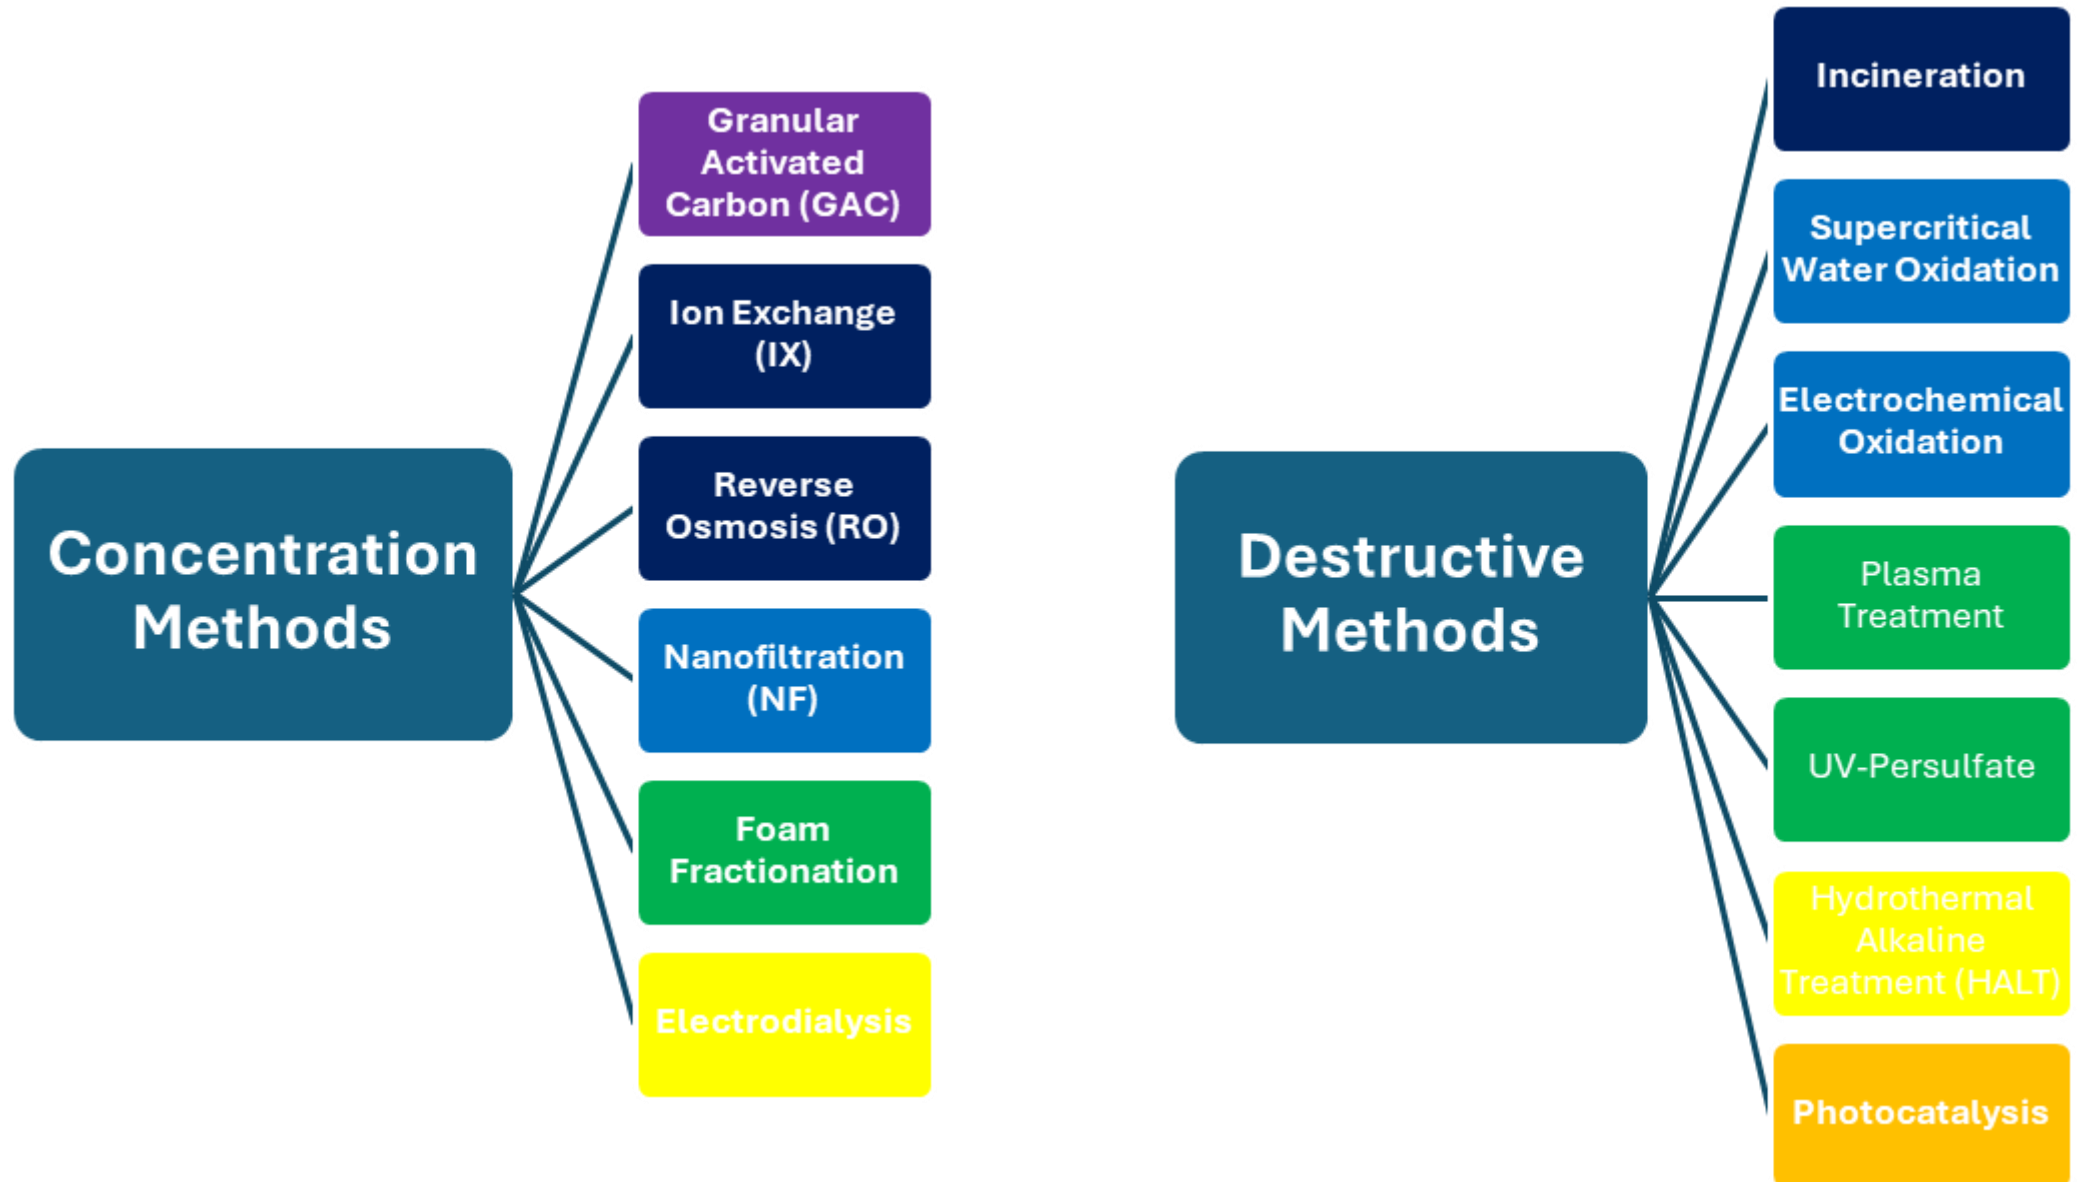 Concentration
Methods
Granular
Activated
Carbon (GAC)
Ion Exchange
(IX)
Reverse
Osmosis (RO)
Nanofiltration
(NF)
Foam
Fractionation
Electrodialysis
Destructive
Methods
Incineration
Supercritical
Water Oxidation
Electrochemical
Oxidation
Plasma
Treatment
UV-Persulfate
Hydrothermal
Alkaline
Treatment (HALT)
Photocatalysis